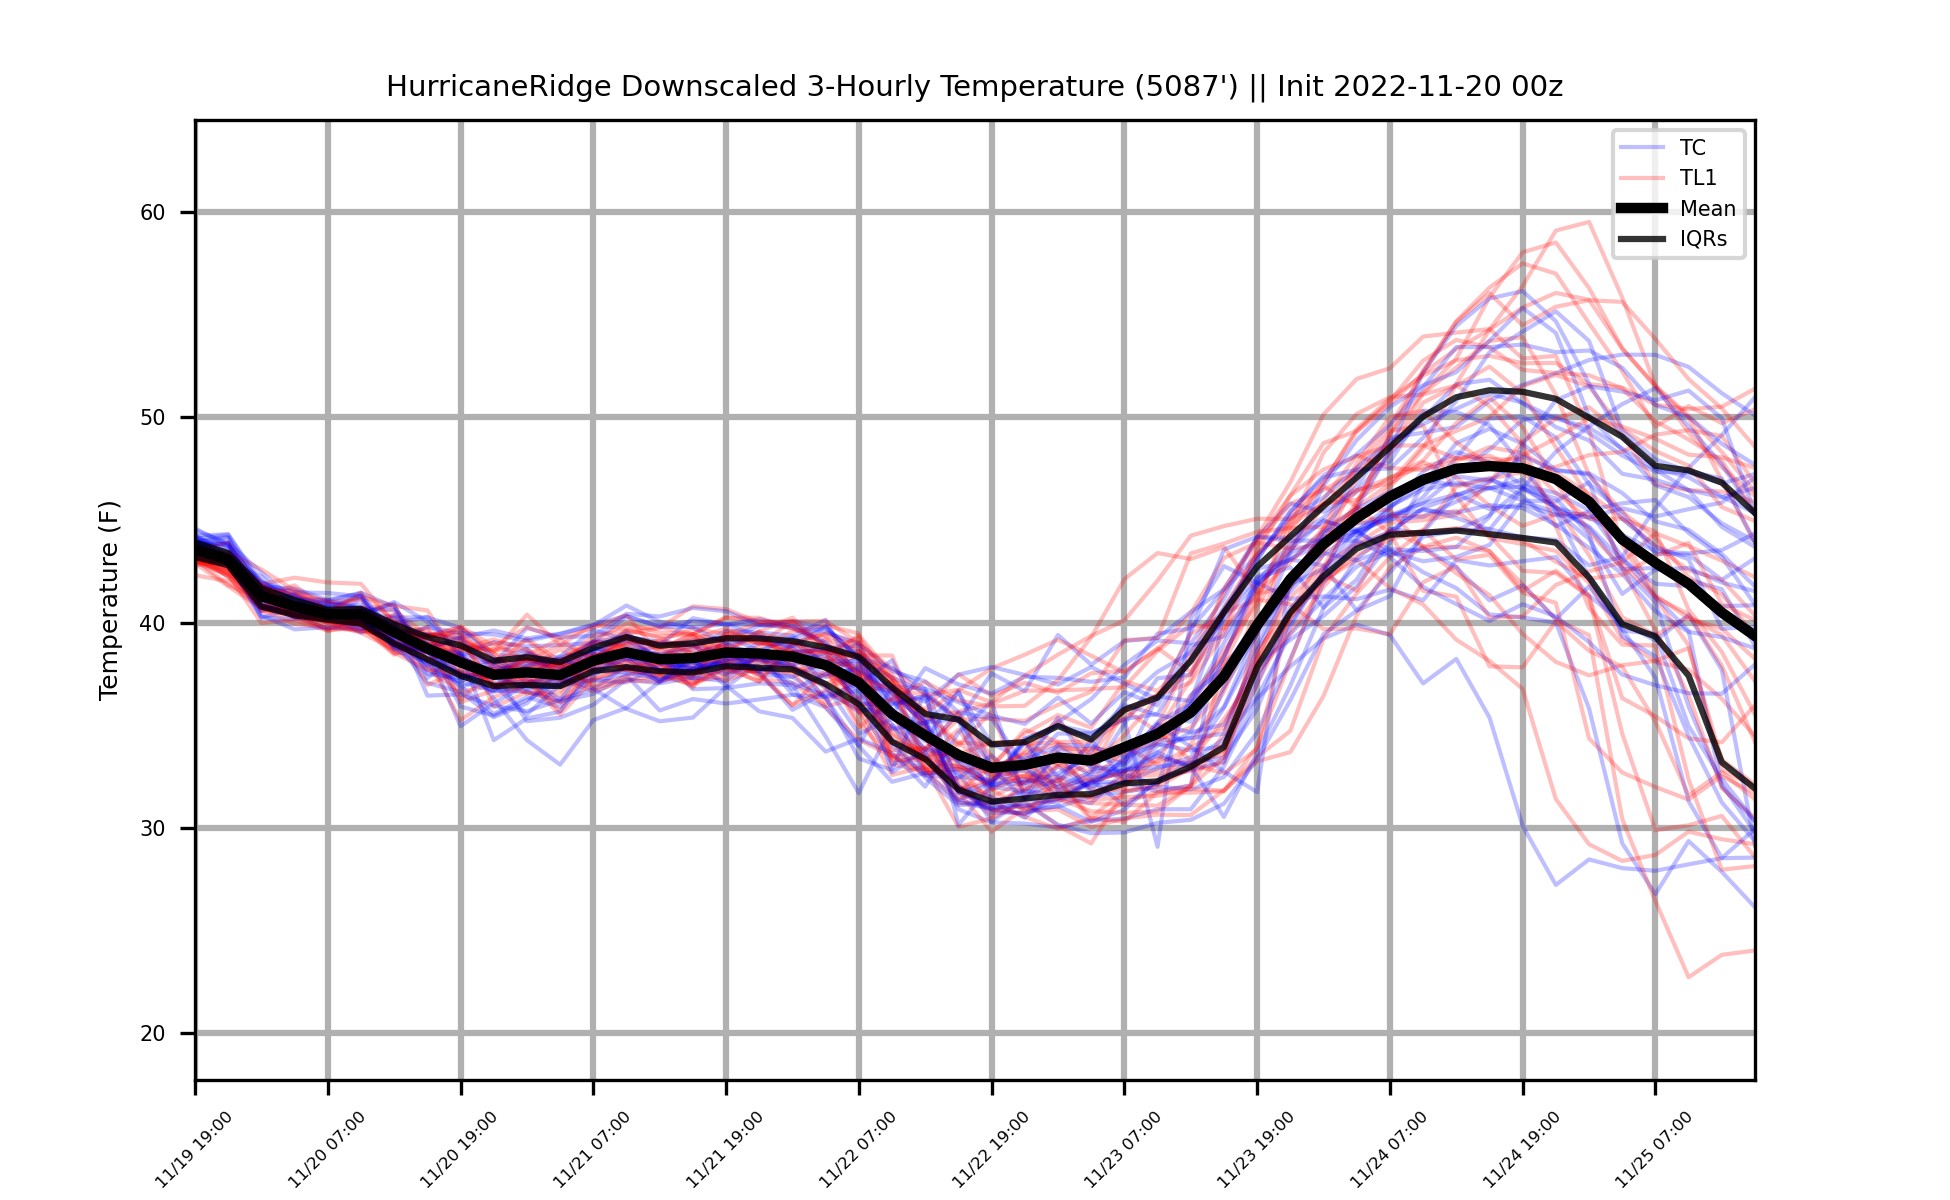 HurricaneRidge Downscaled 3-Hourly Temperature (5087') || Init 2022-11-20 00z
TC
TL1
Mean
IQRs
Temperature (F)
60
50
40
30
20
11/19 19:00
11/20 07:00
11/20 19:00
11/21 07:00
11/21 19:00
11/22 07:00
11/22 19:00
11/23 07:00
11/23 19:00
11/24 07:00
11/24 19:00
11/25 07:00